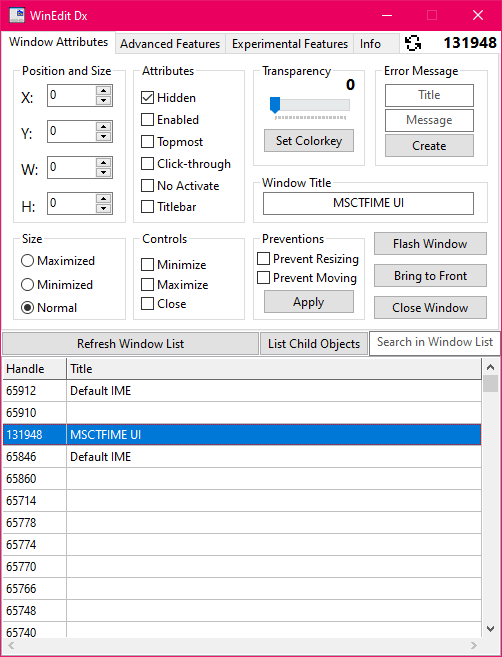 WinEdit Dx
Window Attributes Advanced Features Experimental Features Info 131948
Position and Size
X: 0
Y: 0
W: 0
H: 0
Attributes
Hidden
Enabled
Topmost
Click-through
No Activate
Titlebar
Transparency
0
Set Colorkey
Error Message
Title
Message
Create
Window Title
MSCTFIME UI
Size
Maximized
Minimized
Normal
Controls
Minimize
Maximize
Close
Preventions
Prevent Resizing
Prevent Moving
Apply
Flash Window
Bring to Front
Close Window
Refresh Window List List Child Objects Search in Window List
Handle Title
65912 Default IME
65910
131948 MSCTFIME UI
65846 Default IME
65860
65714
65778
65774
65770
65766
65748
65740